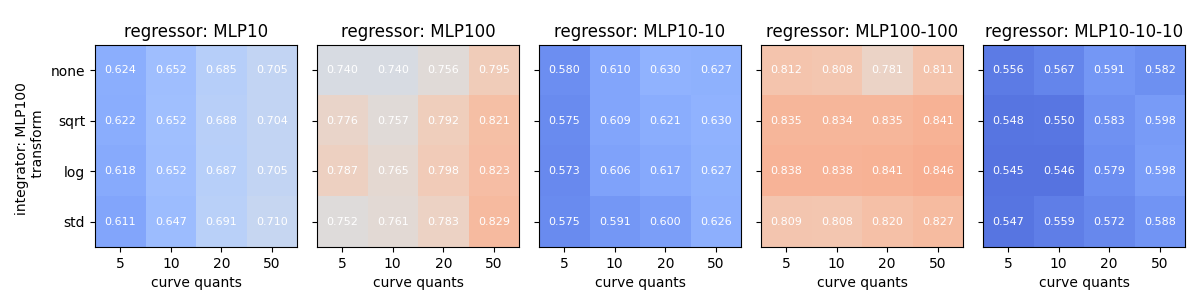 regressor: MLP10 regressor: MLP100 regressor: MLP10-10 regressor: MLP100-100 regressor: MLP10-10-10
integrator: MLP100
transform
none 0.624 0.652 0.685 0.705 0.740 0.740 0.756 0.795 0.580 0.610 0.630 0.627 0.812 0.808 0.781 0.811 0.556 0.567 0.591 0.582
sqrt 0.622 0.652 0.688 0.704 0.776 0.757 0.792 0.821 0.575 0.609 0.621 0.630 0.835 0.834 0.835 0.841 0.548 0.550 0.583 0.598
log 0.618 0.652 0.687 0.705 0.787 0.765 0.798 0.823 0.573 0.606 0.617 0.627 0.838 0.838 0.841 0.846 0.545 0.546 0.579 0.598
std 0.611 0.647 0.691 0.710 0.752 0.761 0.783 0.829 0.575 0.591 0.600 0.626 0.809 0.808 0.820 0.827 0.547 0.559 0.572 0.588
5 10 20 50 5 10 20 50 5 10 20 50 5 10 20 50 5 10 20 50
curve quants curve quants curve quants curve quants curve quants